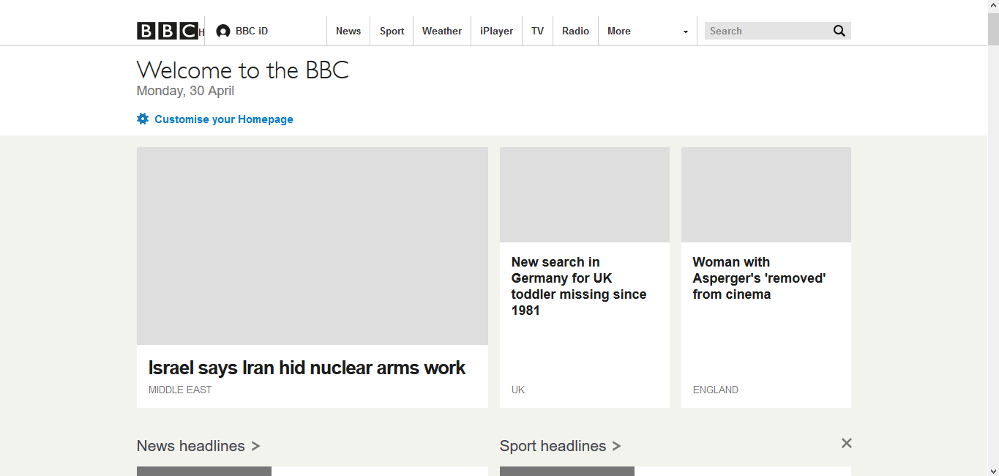 BBC H BBC iD News Sport Weather iPlayer TV Radio More Search
Welcome to the BBC
Monday, 30 April
Customise your Homepage
Israel says Iran hid nuclear arms work
MIDDLE EAST
New search in
Germany for UK
toddler missing since
1981
UK
Woman with
Asperger's 'removed'
from cinema
ENGLAND
News headlines >
Sport headlines >